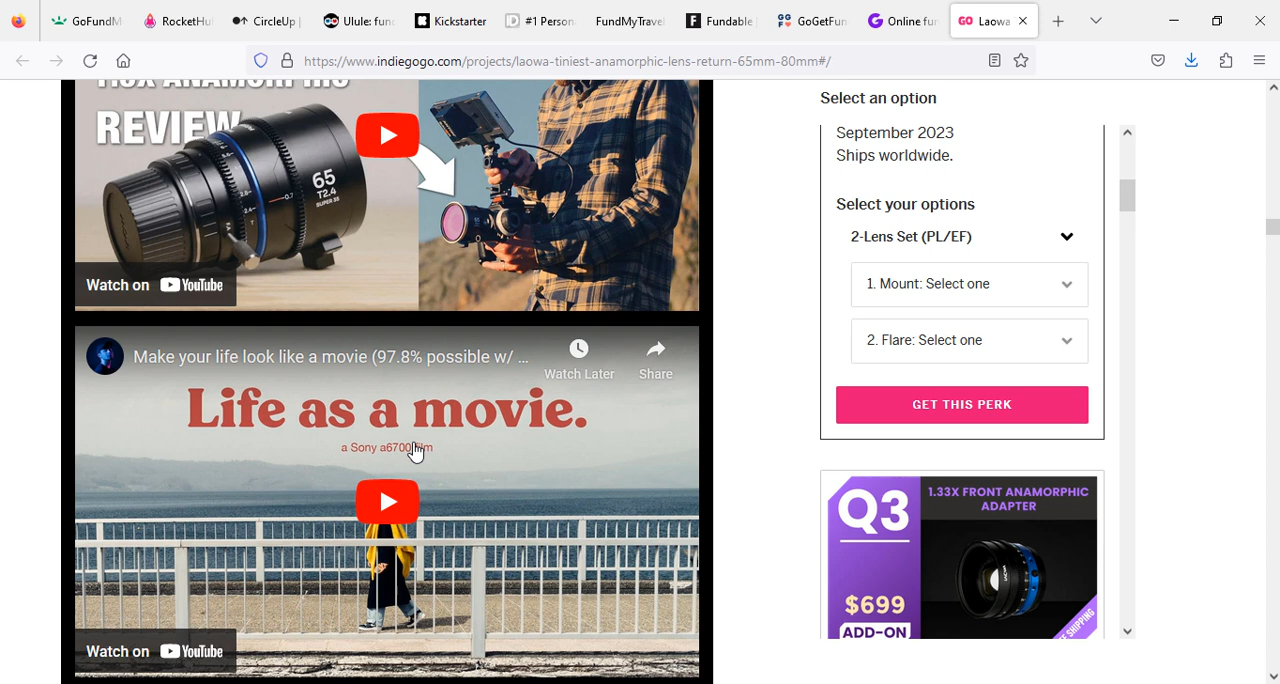 GoFundM
RocketHu
CircleUp |
Ulule: fun
Kickstarter
#1 Person
FundMyTravel
Fundable |
GoGetFun
Online fun
Laowa
https://www.indiegogo.com/projects/laowa-tiniest-anamorphic-lens-return-65mm-80mm#/
REVIEW
65
T2.4
SUPER 35
Watch on YouTube
Make your life look like a movie (97.8% possible w/ ...
Watch Later
Share
Life as a movie.
a Sony a6700 film
Watch on YouTube
Select an option
September 2023
Ships worldwide.
Select your options
2-Lens Set (PL/EF)
1. Mount: Select one
2. Flare: Select one
GET THIS PERK
Q3
1.33X FRONT ANAMORPHIC
ADAPTER
$699
ADD-ON
SHIPPING